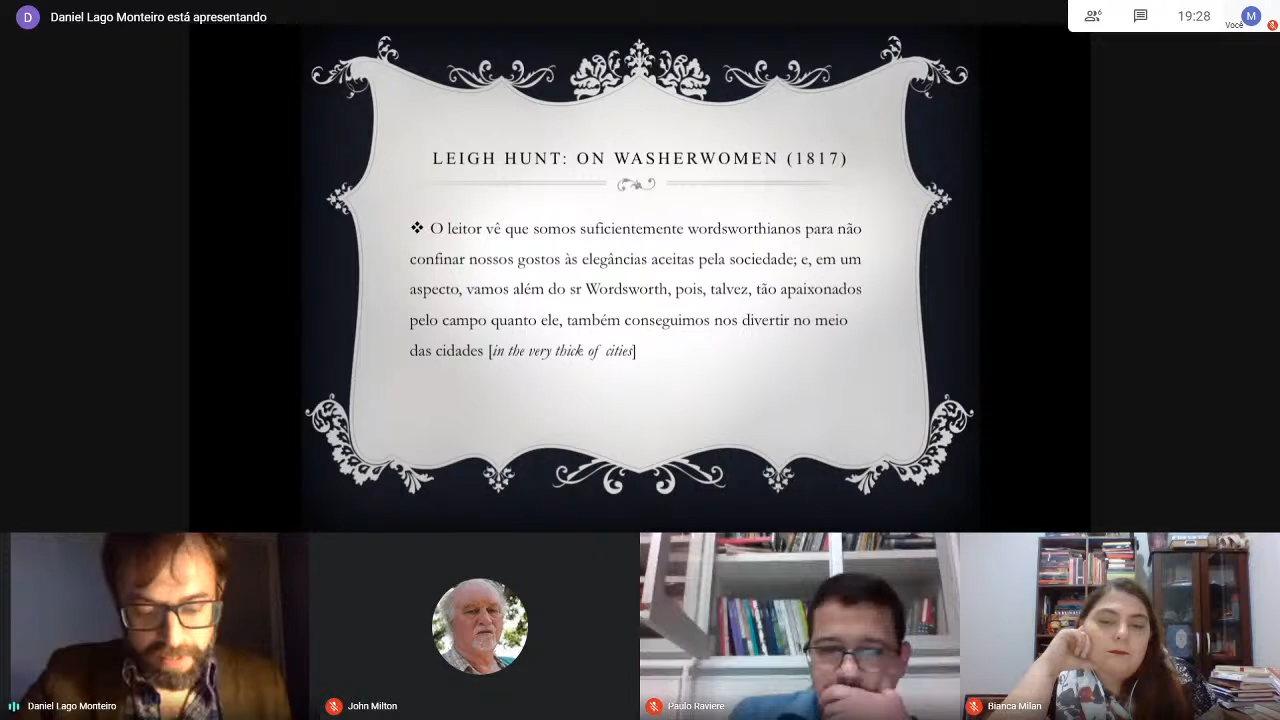 D Daniel Lago Monteiro está apresentando
6
19:28
Você
M
LEIGH HUNT: ON WASHERWOMEN (1817)
❖ O leitor vê que somos suficientemente wordsworthianos para não
confinar nossos gostos às elegâncias aceitas pela sociedade; e, em um
aspecto, vamos além do sr Wordsworth, pois, talvez, tão apaixonados
pelo campo quanto ele, também conseguimos nos divertir no meio
das cidades [in the very thick of cities]
Daniel Lago Monteiro
John Milton
Paulo Raviere
Bianca Milan